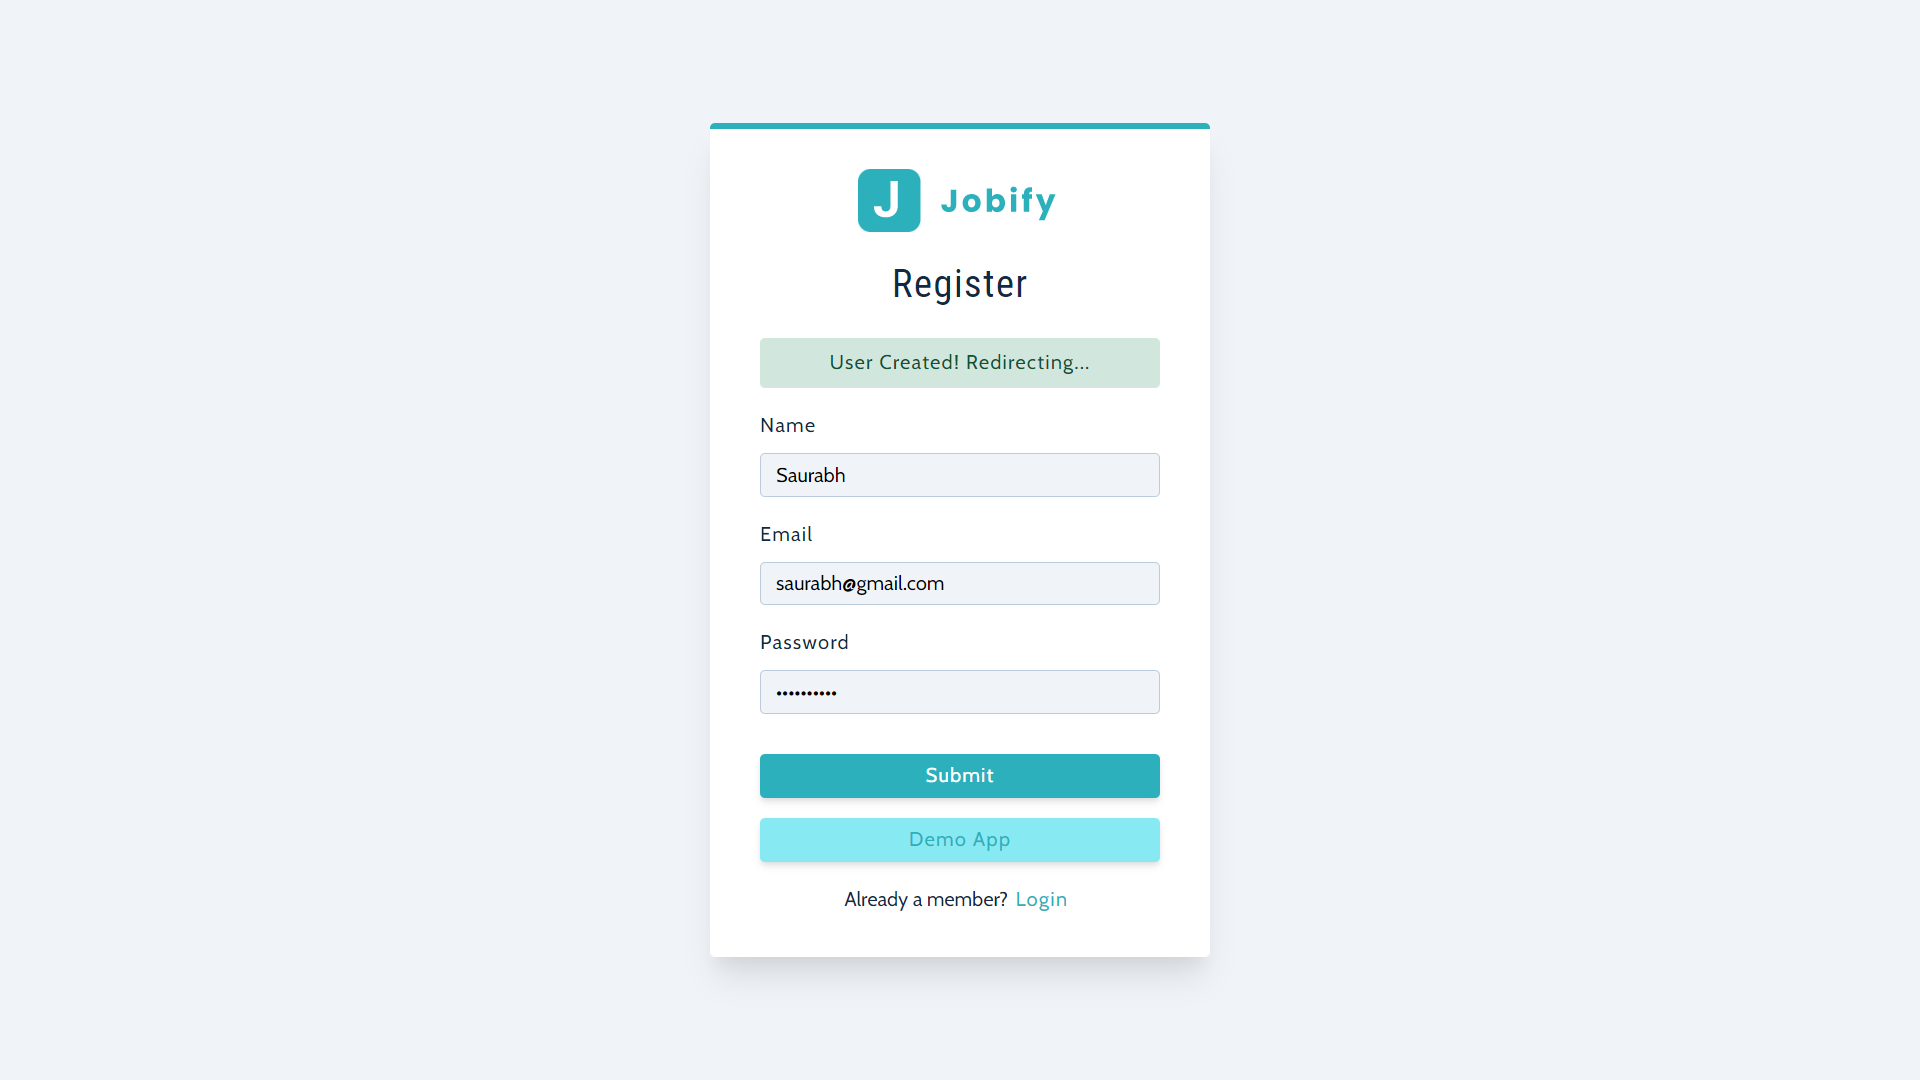 J Jobify
Register
User Created! Redirecting...
Name
Saurabh
Email
saurabh@gmail.com
Password
••••••••••
Submit
Demo App
Already a member? Login